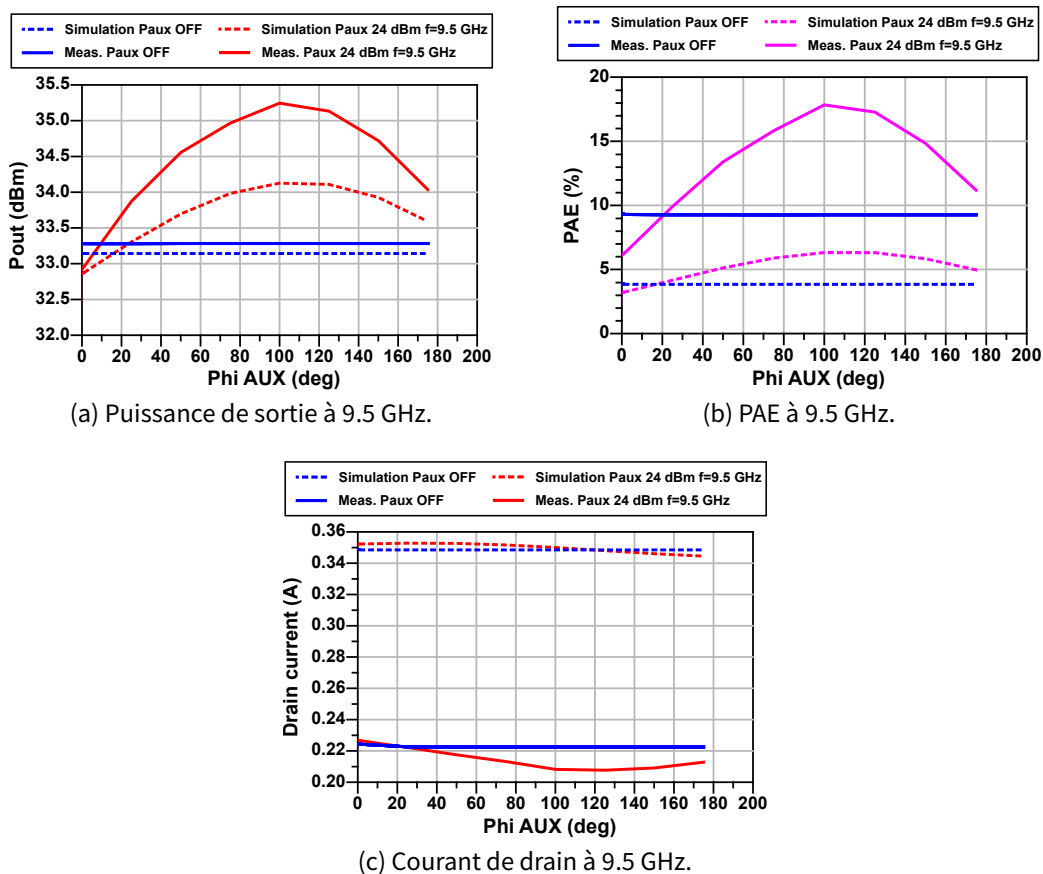 Simulation Paux OFF Simulation Paux 24 dBm f=9.5 GHz
Meas. Paux OFF Meas. Paux 24 dBm f=9.5 GHz
Pout (dBm)
35.5
35.0
34.5
34.0
33.5
33.0
32.5
32.0
0 20 40 60 80 100 120 140 160 180 200
Phi AUX (deg)
(a) Puissance de sortie à 9.5 GHz.
Simulation Paux OFF Simulation Paux 24 dBm f=9.5 GHz
Meas. Paux OFF Meas. Paux 24 dBm f=9.5 GHz
PAE (%)
20
15
10
5
0
0 20 40 60 80 100 120 140 160 180 200
Phi AUX (deg)
(b) PAE à 9.5 GHz.
Simulation Paux OFF Simulation Paux 24 dBm f=9.5 GHz
Meas. Paux OFF Meas. Paux 24 dBm f=9.5 GHz
Drain current (A)
0.36
0.34
0.32
0.30
0.28
0.26
0.24
0.22
0.20
0 20 40 60 80 100 120 140 160 180 200
Phi AUX (deg)
(c) Courant de drain à 9.5 GHz.